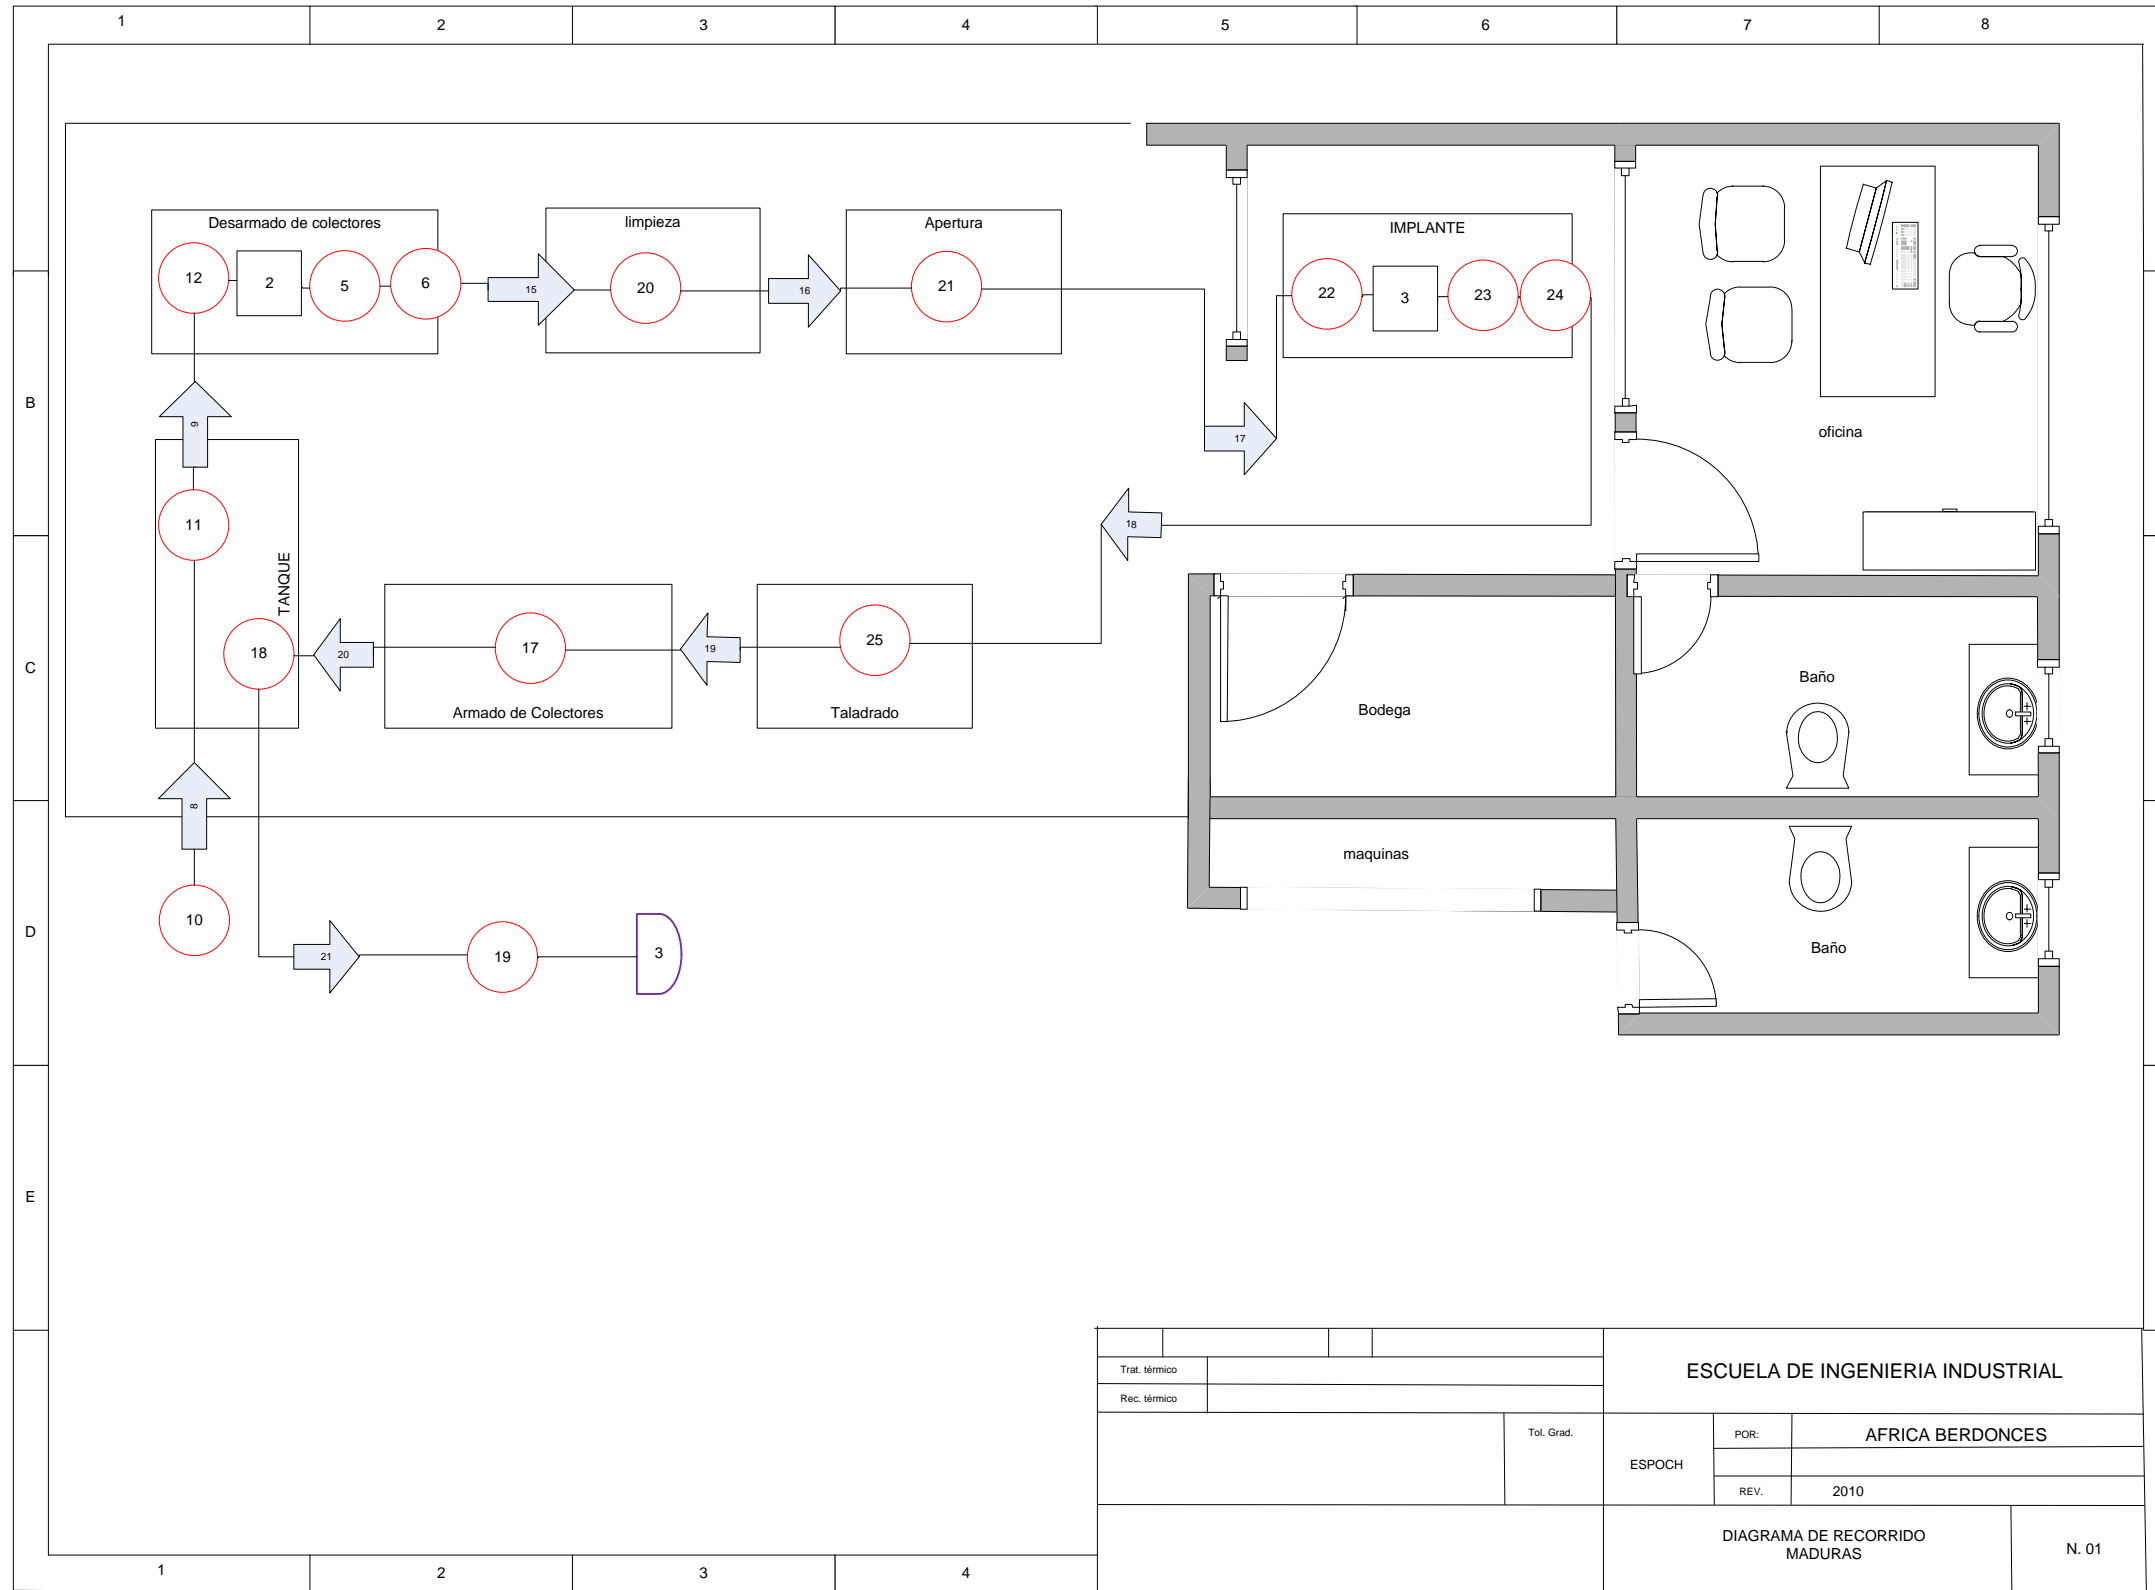 1 2 3 4 5 6 7 8
Desarmado de colectores
limpieza
Apertura
IMPLANTE
12 2 5 6 15 20 16 21 22 3 23 24
B
9
17
oficina
11
18
TANQUE
C
18 20 17 19 25
Armado de Colectores
Taladrado
Bodega
Baño
8
maquinas
D
10
21 19 3
Baño
E
Trat. térmico
Rec. térmico
Tol. Grad.
ESCUELA DE INGENIERIA INDUSTRIAL
ESPOCH
POR:
AFRICA BERDONCES
REV.
2010
DIAGRAMA DE RECORRIDO
MADURAS
N. 01
1 2 3 4